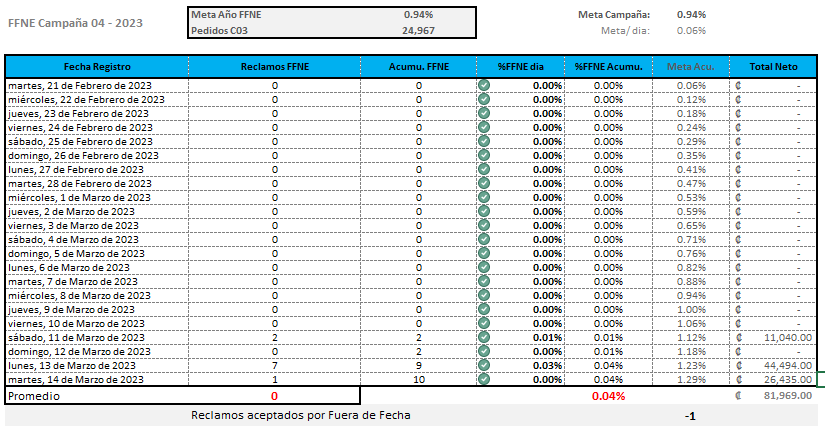 FFNE Campaña 04 - 2023
Meta Año FFNE 0.94%
Pedidos C03 24,967
Meta Campaña: 0.94%
Meta/dia: 0.06%
Fecha Registro Reclamos FFNE Acumu. FFNE %FFNE dia %FFNE Acumu. Meta Acu. Total Neto
martes, 21 de Febrero de 2023 0 0 0.00% 0.00% 0.06% ₡ -
miércoles, 22 de Febrero de 2023 0 0 0.00% 0.00% 0.12% ₡ -
jueves, 23 de Febrero de 2023 0 0 0.00% 0.00% 0.18% ₡ -
viernes, 24 de Febrero de 2023 0 0 0.00% 0.00% 0.24% ₡ -
sábado, 25 de Febrero de 2023 0 0 0.00% 0.00% 0.29% ₡ -
domingo, 26 de Febrero de 2023 0 0 0.00% 0.00% 0.35% ₡ -
lunes, 27 de Febrero de 2023 0 0 0.00% 0.00% 0.41% ₡ -
martes, 28 de Febrero de 2023 0 0 0.00% 0.00% 0.47% ₡ -
miércoles, 1 de Marzo de 2023 0 0 0.00% 0.00% 0.53% ₡ -
jueves, 2 de Marzo de 2023 0 0 0.00% 0.00% 0.59% ₡ -
viernes, 3 de Marzo de 2023 0 0 0.00% 0.00% 0.65% ₡ -
sábado, 4 de Marzo de 2023 0 0 0.00% 0.00% 0.71% ₡ -
domingo, 5 de Marzo de 2023 0 0 0.00% 0.00% 0.76% ₡ -
lunes, 6 de Marzo de 2023 0 0 0.00% 0.00% 0.82% ₡ -
martes, 7 de Marzo de 2023 0 0 0.00% 0.00% 0.88% ₡ -
miércoles, 8 de Marzo de 2023 0 0 0.00% 0.00% 0.94% ₡ -
jueves, 9 de Marzo de 2023 0 0 0.00% 0.00% 1.00% ₡ -
viernes, 10 de Marzo de 2023 0 0 0.00% 0.00% 1.06% ₡ -
sábado, 11 de Marzo de 2023 2 2 0.01% 0.01% 1.12% ₡ 11,040.00
domingo, 12 de Marzo de 2023 0 2 0.00% 0.01% 1.18% ₡ -
lunes, 13 de Marzo de 2023 7 9 0.03% 0.04% 1.23% ₡ 44,494.00
martes, 14 de Marzo de 2023 1 10 0.00% 0.04% 1.29% ₡ 26,435.00
Promedio 0 0.04% ₡ 81,969.00
Reclamos aceptados por Fuera de Fecha -1